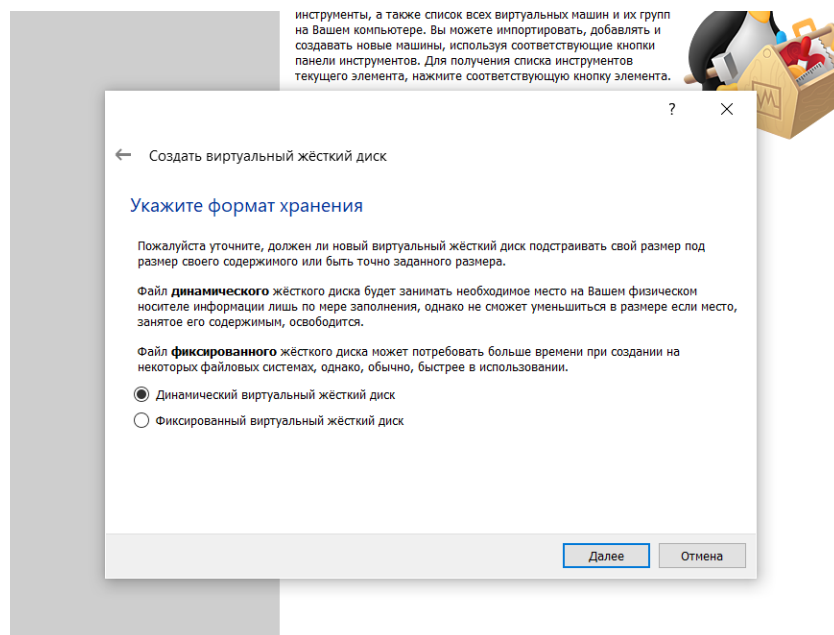 инструменты, а также список всех виртуальных машин и их групп
на Вашем компьютере. Вы можете импортировать, добавлять и
создавать новые машины, используя соответствующие кнопки
панели инструментов. Для получения списка инструментов
текущего элемента, нажмите соответствующую кнопку элемента.
?
Создать виртуальный жёсткий диск
Укажите формат хранения
Пожалуйста уточните, должен ли новый виртуальный жёсткий диск подстраивать свой размер под
размер своего содержимого или быть точно заданного размера.
Файл динамического жёсткого диска будет занимать необходимое место на Вашем физическом
носителе информации лишь по мере заполнения, однако не сможет уменьшиться в размере если место,
занятое его содержимым, освободится.
Файл фиксированного жёсткого диска может потребовать больше времени при создании на
некоторых файловых системах, однако, обычно, быстрее в использовании.
Динамический виртуальный жёсткий диск
Фиксированный виртуальный жёсткий диск
Далее
Отмена